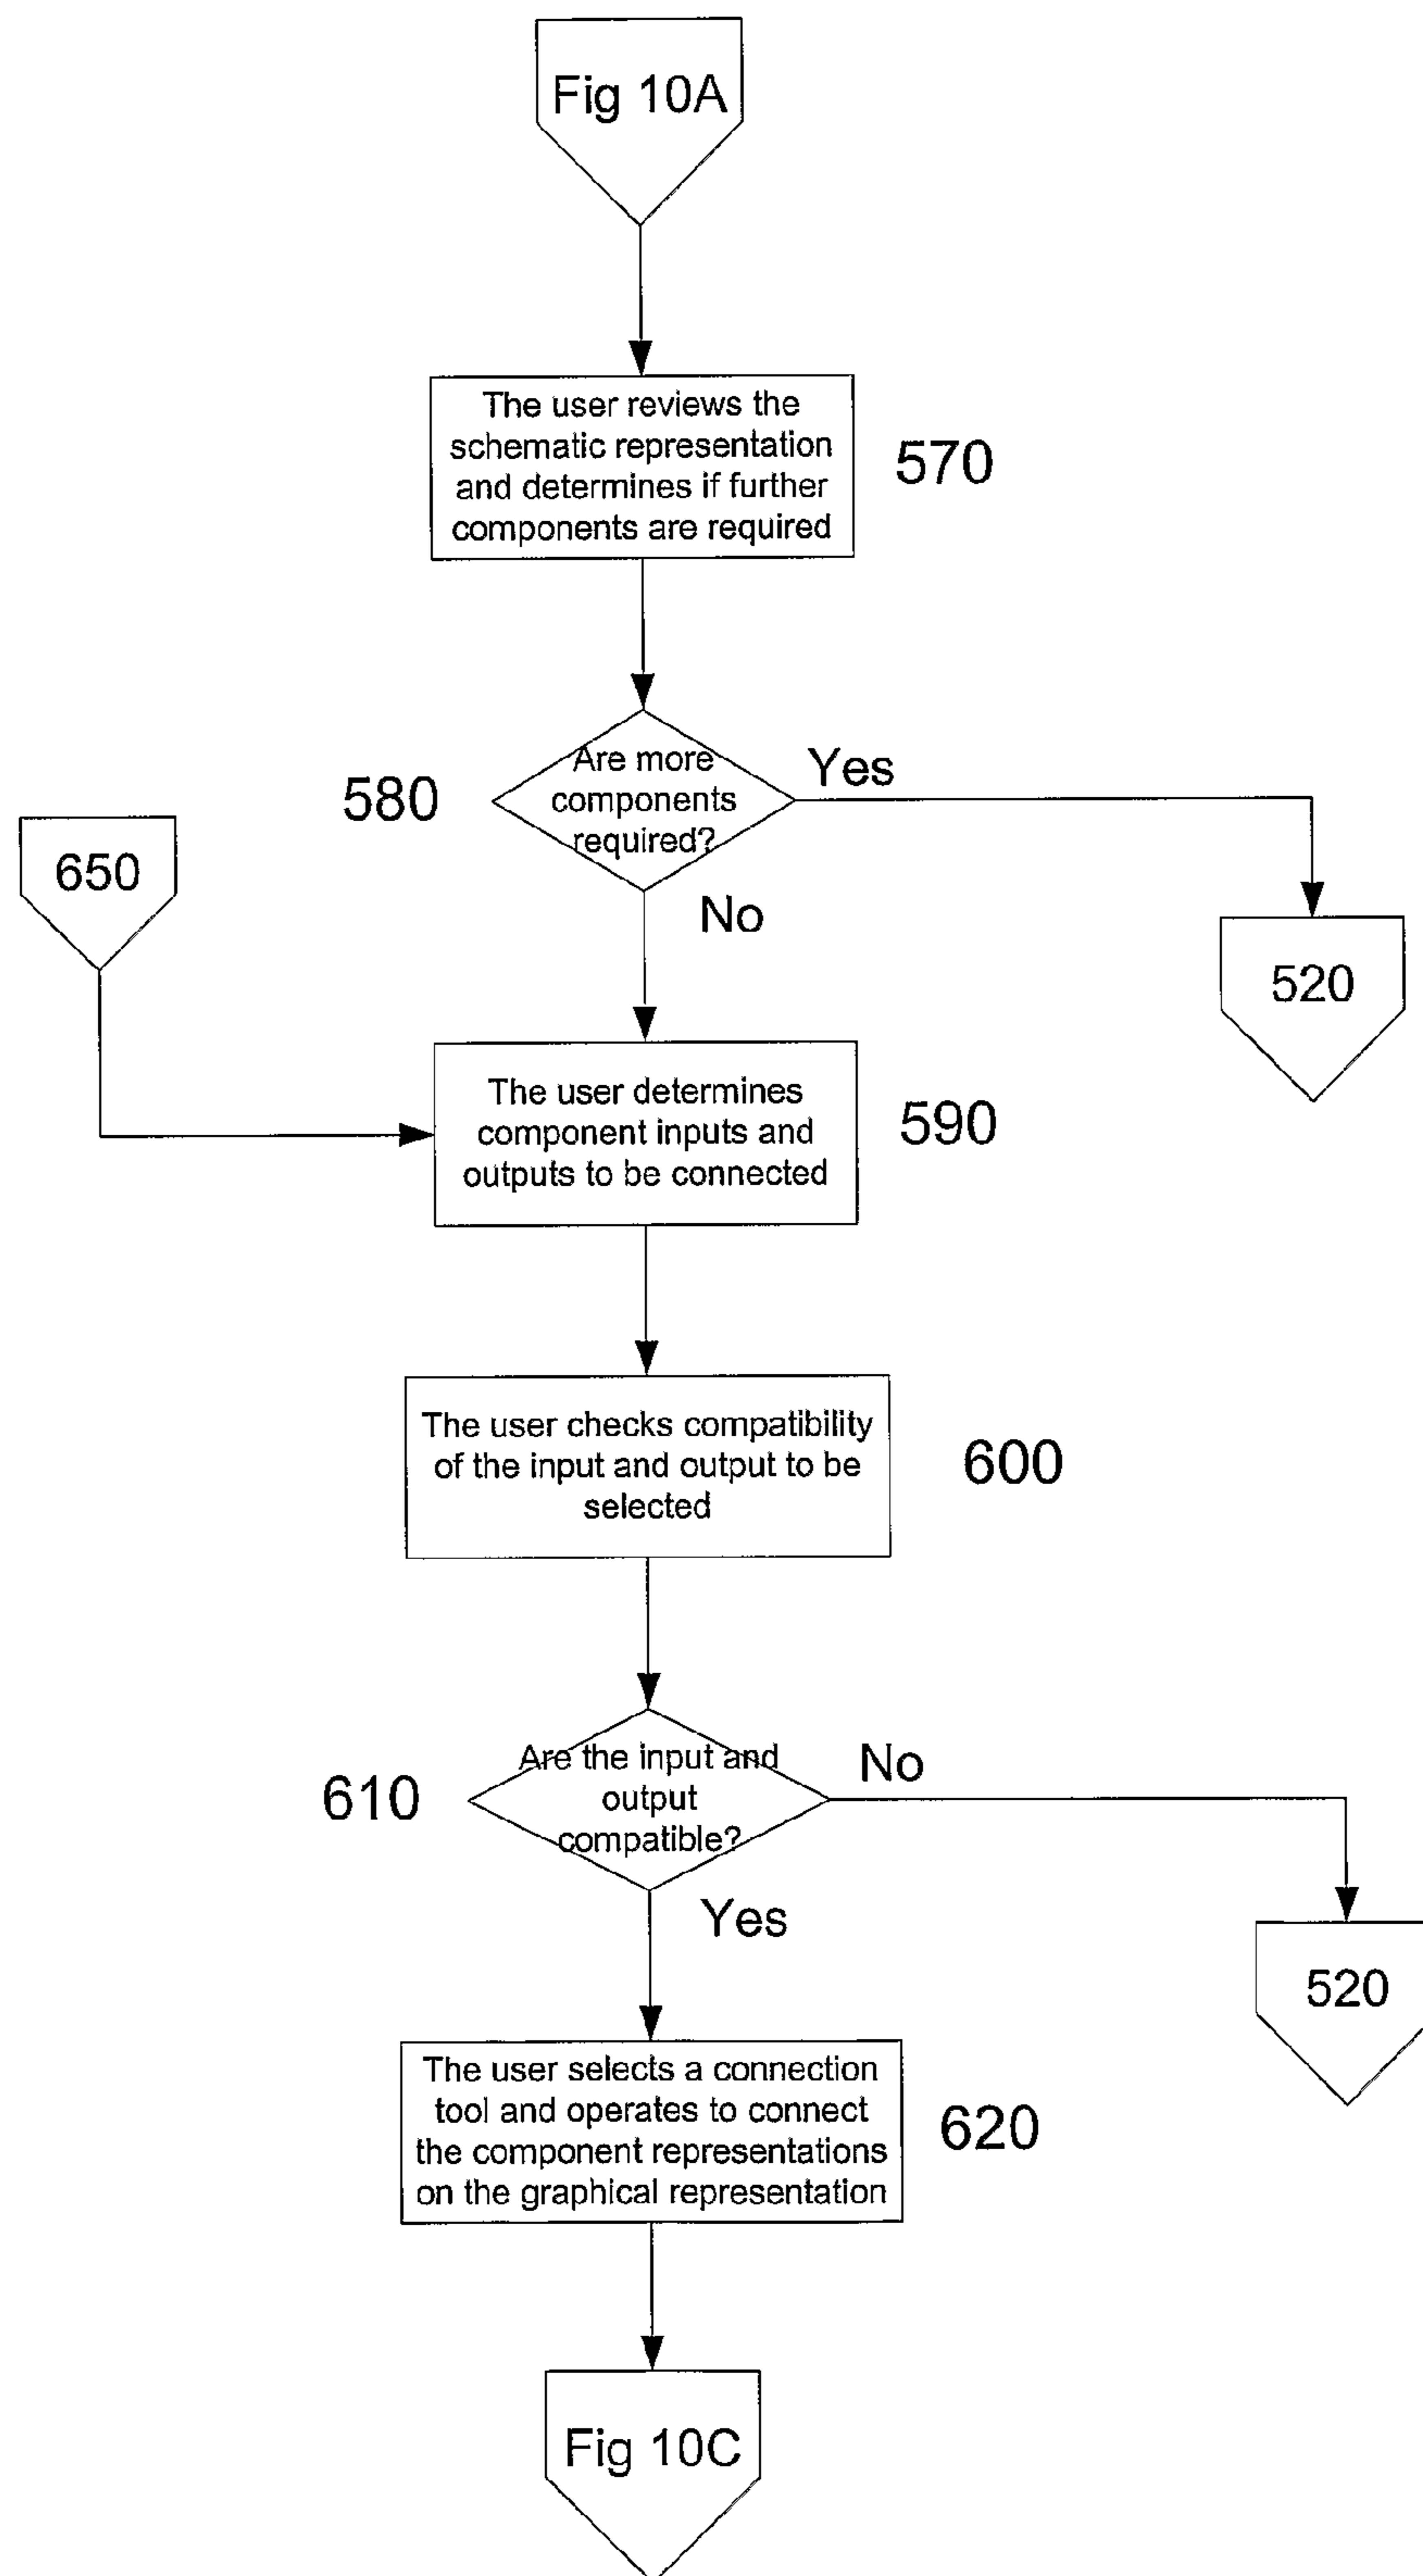 Fig 10A
The user reviews the
schematic representation
and determines if further
components are required
570
Are more
components
required?
580
Yes
No
650
520
The user determines
component inputs and
outputs to be connected
590
The user checks compatibility
of the input and output to be
selected
600
Are the input and
output
compatible?
610
No
Yes
520
The user selects a connection
tool and operates to connect
the component representations
on the graphical representation
620
Fig 10C